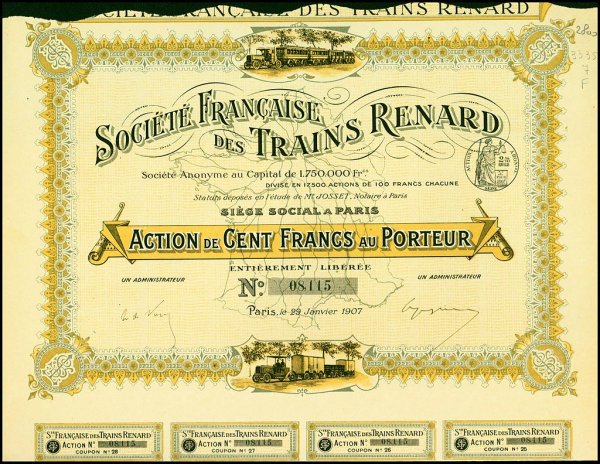 SOCIÉTÉ FRANÇAISE DES TRAINS RENARD
SOCIÉTÉ FRANÇAISE
DES TRAINS RENARD
Société Anonyme au Capital de 1.750.000 Frcs
DIVISÉ EN 17.500 ACTIONS DE 100 FRANCS CHACUNE
Statuts déposés en l'étude de Me JOSSET, Notaire à Paris
SIÈGE SOCIAL A PARIS
ACTION DE CENT FRANCS AU PORTEUR
ENTIÈREMENT LIBÉRÉE
UN ADMINISTRATEUR
UN ADMINISTRATEUR
No. 08115
Paris, le 29 Janvier 1907
Sté FRANÇAISE DES TRAINS RENARD
ACTION No 08115
COUPON No 28
Sté FRANÇAISE DES TRAINS RENARD
ACTION No 08115
COUPON No 27
Sté FRANÇAISE DES TRAINS RENARD
ACTION No 08115
COUPON No 26
Sté FRANÇAISE DES TRAINS RENARD
ACTION No 08115
COUPON No 25